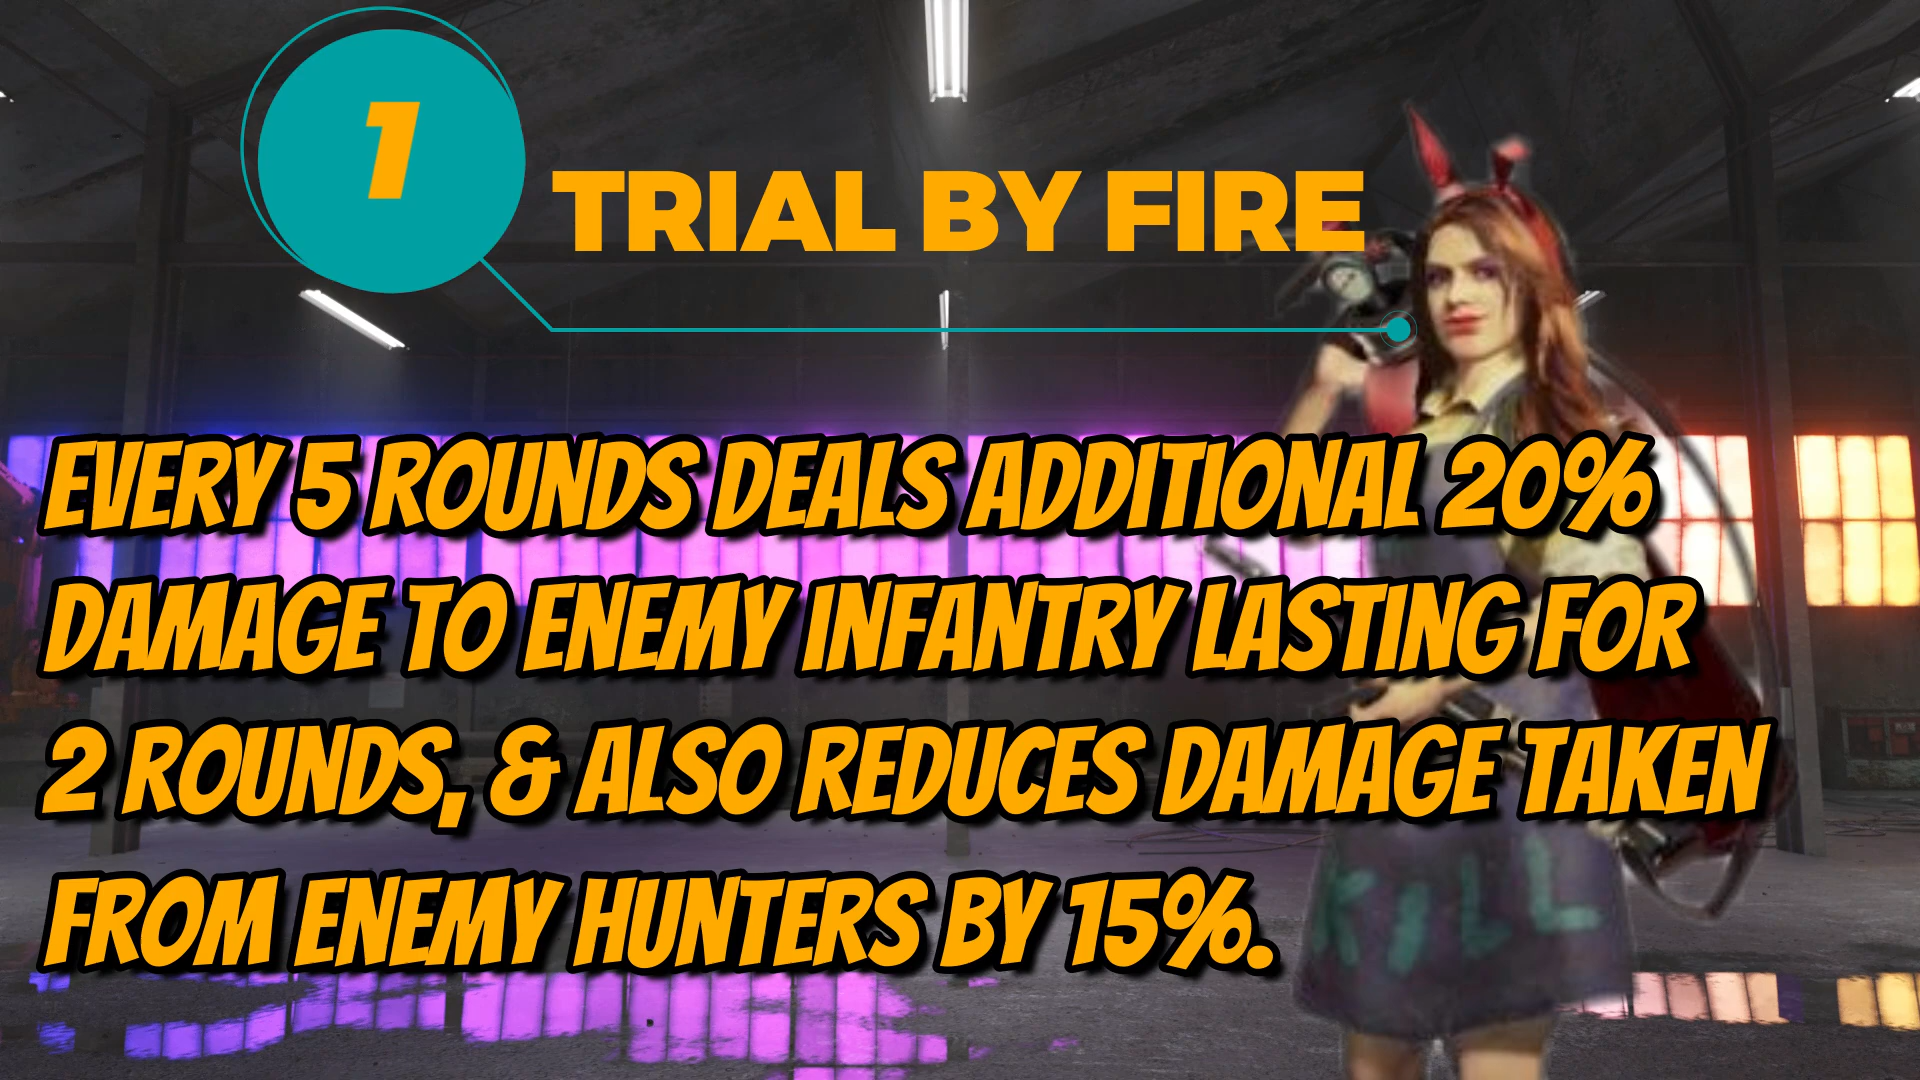 1
TRIAL BY FIRE
EVERY 5 ROUNDS DEALS ADDITIONAL 20%
DAMAGE TO ENEMY INFANTRY LASTING FOR
2 ROUNDS, & ALSO REDUCES DAMAGE TAKEN
FROM ENEMY HUNTERS BY 15%.
KILL